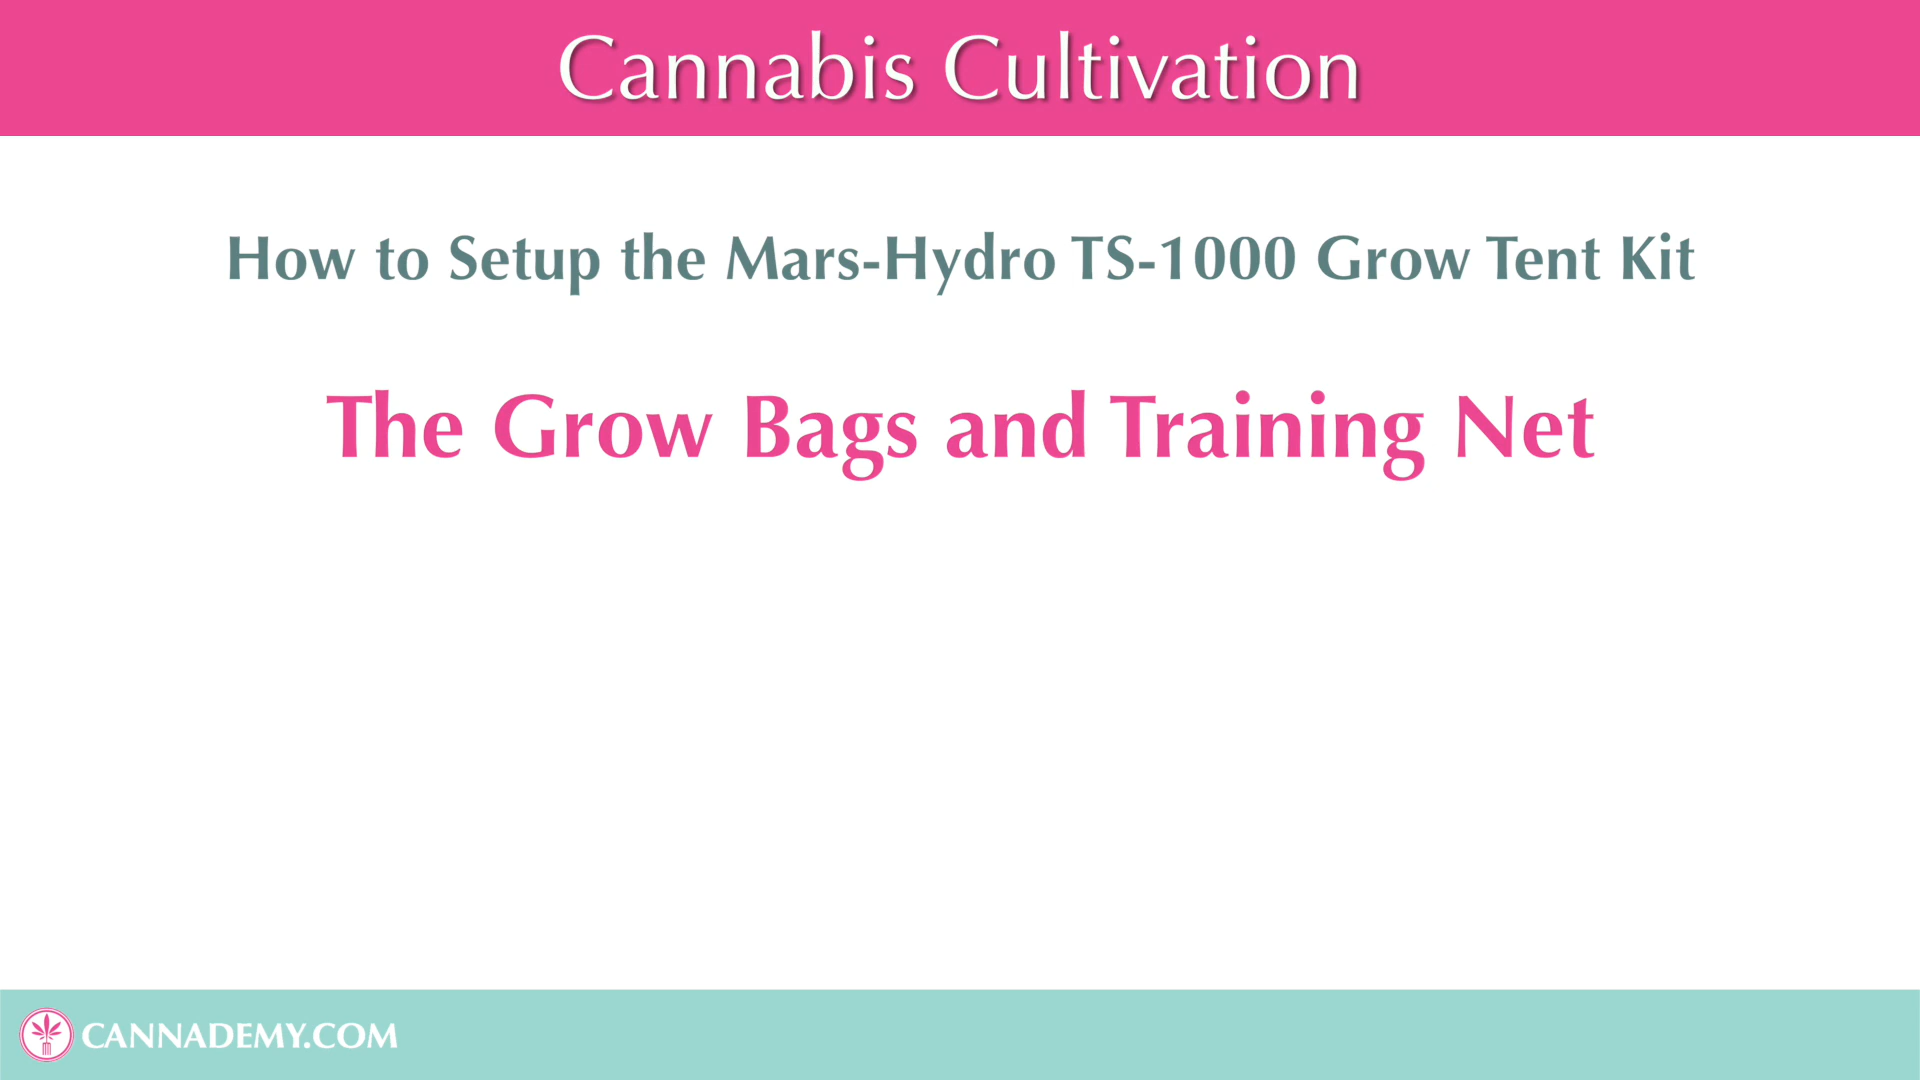 Cannabis Cultivation
How to Setup the Mars-Hydro TS-1000 Grow Tent Kit
The Grow Bags and Training Net
CANNADEMY.COM